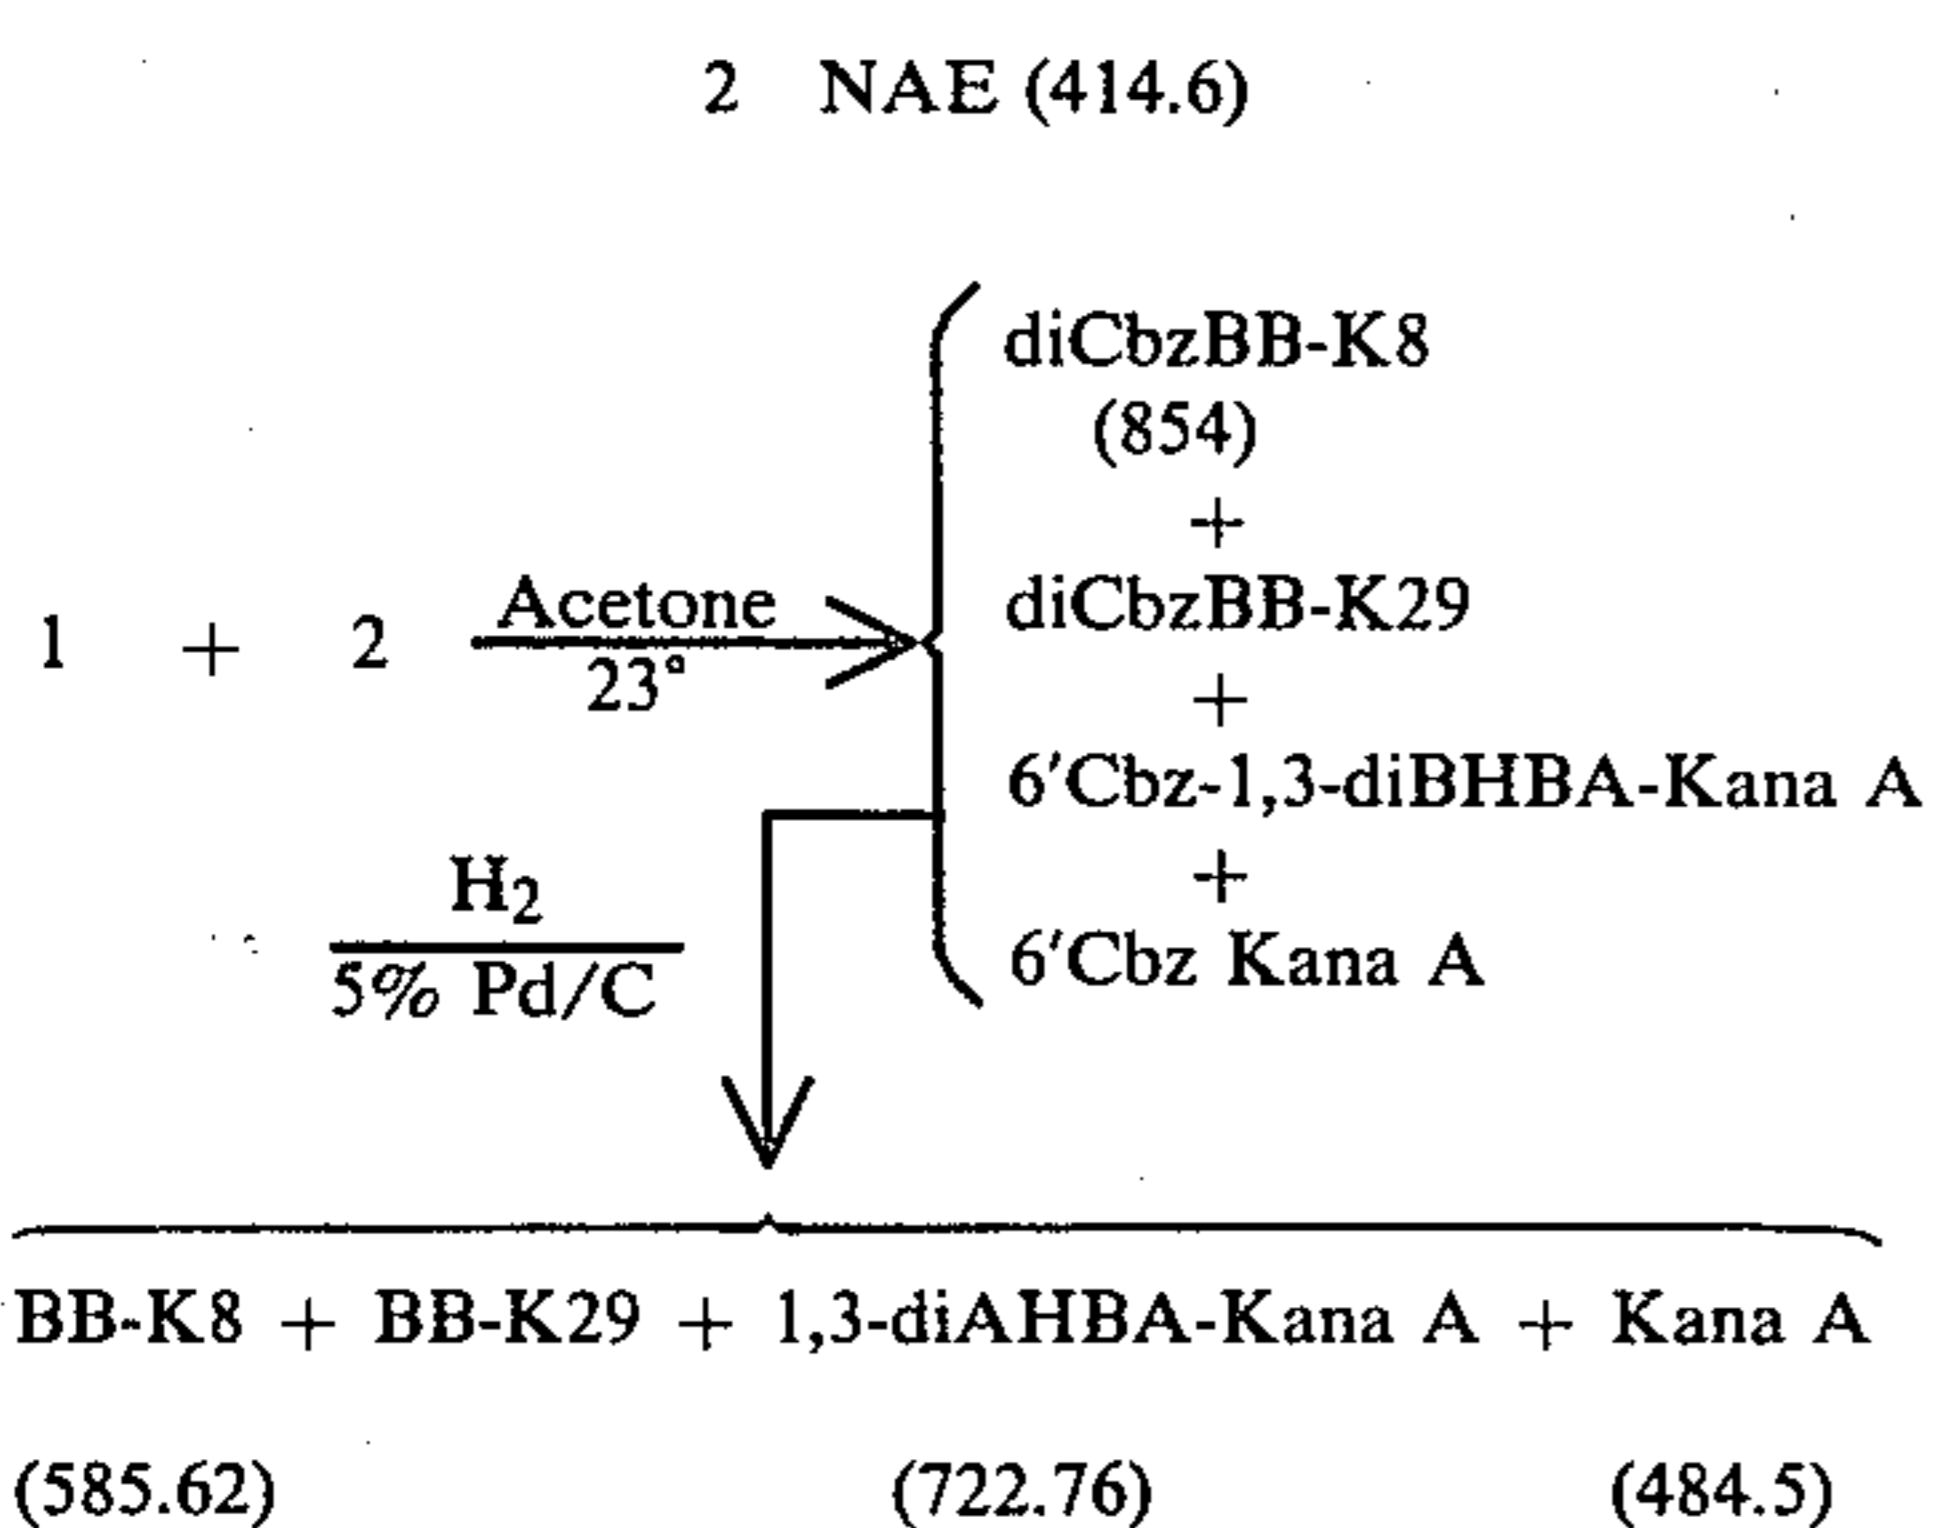 2 NAE (414.6)
diCbzBB-K8
(854)
+
diCbzBB-K29
1 + 2 Acetone
23°
+
6'Cbz-1,3-diBHBA-Kana A
+
6'Cbz Kana A
H2
5% Pd/C
BB-K8 + BB-K29 + 1,3-diAHBA-Kana A + Kana A
(585.62) (722.76) (484.5)